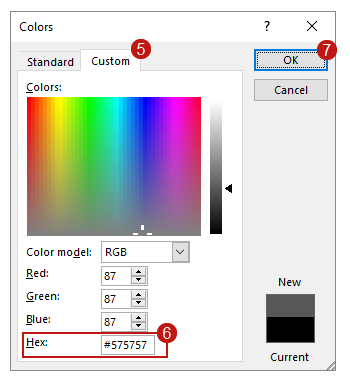 Colors
? ×
5
7
Standard Custom
OK
Cancel
Colors:
Color model: RGB
Red: 87
Green: 87
Blue: 87
6
Hex: #575757
New
Current